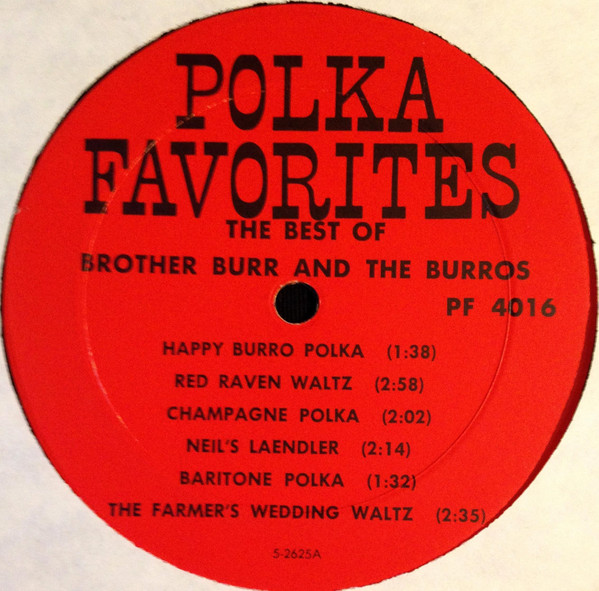 POLKA
FAVORITES
THE BEST OF
BROTHER BURR AND THE BURROS
PF 4016
HAPPY BURRO POLKA (1:38)
RED RAVEN WALTZ (2:58)
CHAMPAGNE POLKA (2:02)
NEIL'S LAENDLER (2:14)
BARITONE POLKA (1:32)
THE FARMER'S WEDDING WALTZ (2:35)
5-2625A